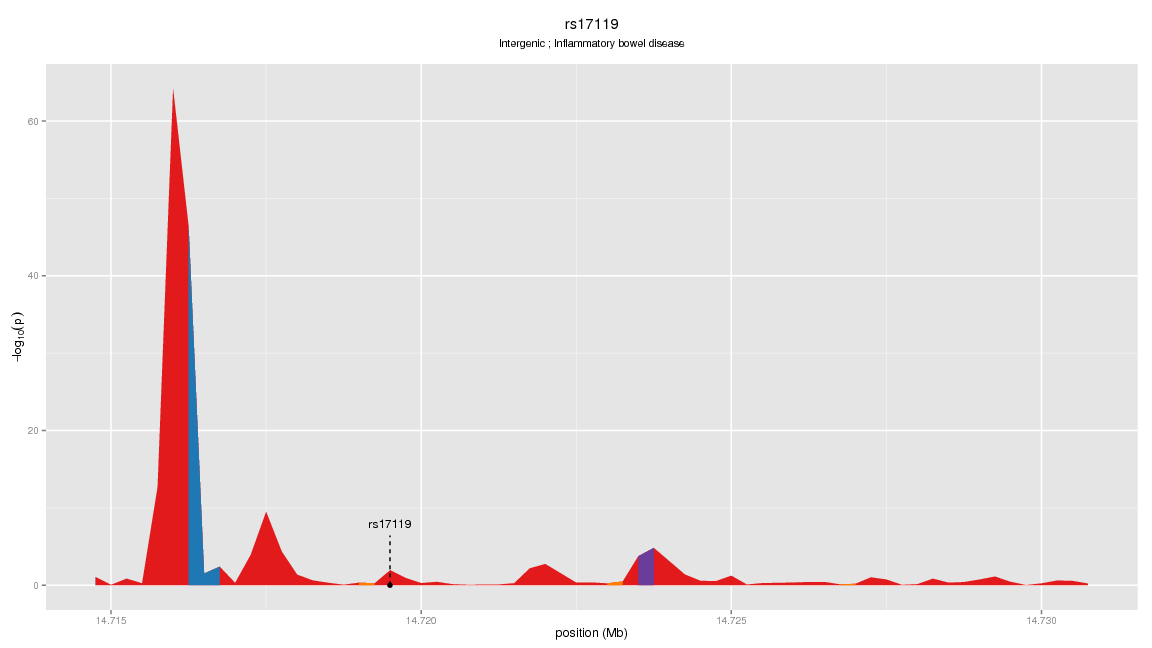 rs17119
Intergenic ; Inflammatory bowel disease
60
40
20
0
−log10(p)
rs17119
14.715 14.720 14.725 14.730
position (Mb)